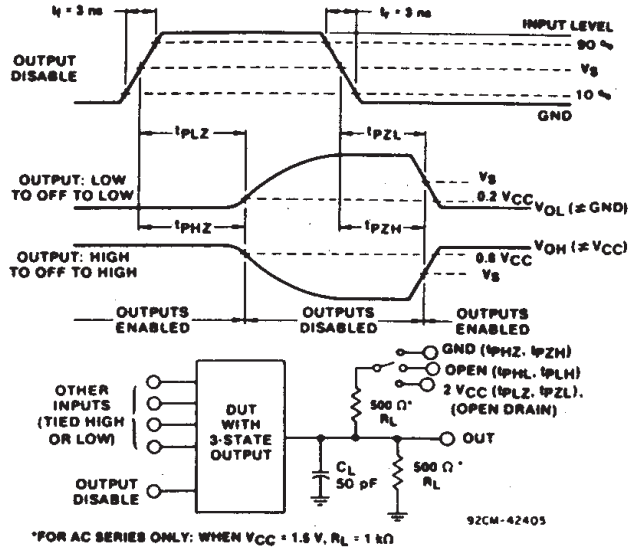 tf = 3 ns
tr = 3 ns
INPUT LEVEL
90 %
OUTPUT
DISABLE
VS
10 %
GND
tPLZ
tPZL
OUTPUT: LOW
TO OFF TO LOW
VS
0.2 VCC
VOL (≠ GND)
tPHZ
tPZH
VOH (≠ VCC)
OUTPUT: HIGH
TO OFF TO HIGH
0.8 VCC
VS
OUTPUTS
ENABLED
OUTPUTS
DISABLED
OUTPUTS
ENABLED
GND (tPHZ, tPZH)
OPEN (tPHL, tPLH)
2 VCC (tPLZ, tPZL),
(OPEN DRAIN)
OTHER
INPUTS
(TIED HIGH
OR LOW)
DUT WITH
3-STATE
OUTPUT
500 Ω*
RL
OUT
OUTPUT
DISABLE
CL
50 pF
500 Ω*
RL
92CM-42405
*FOR AC SERIES ONLY: WHEN VCC = 1.5 V, RL = 1 kΩ